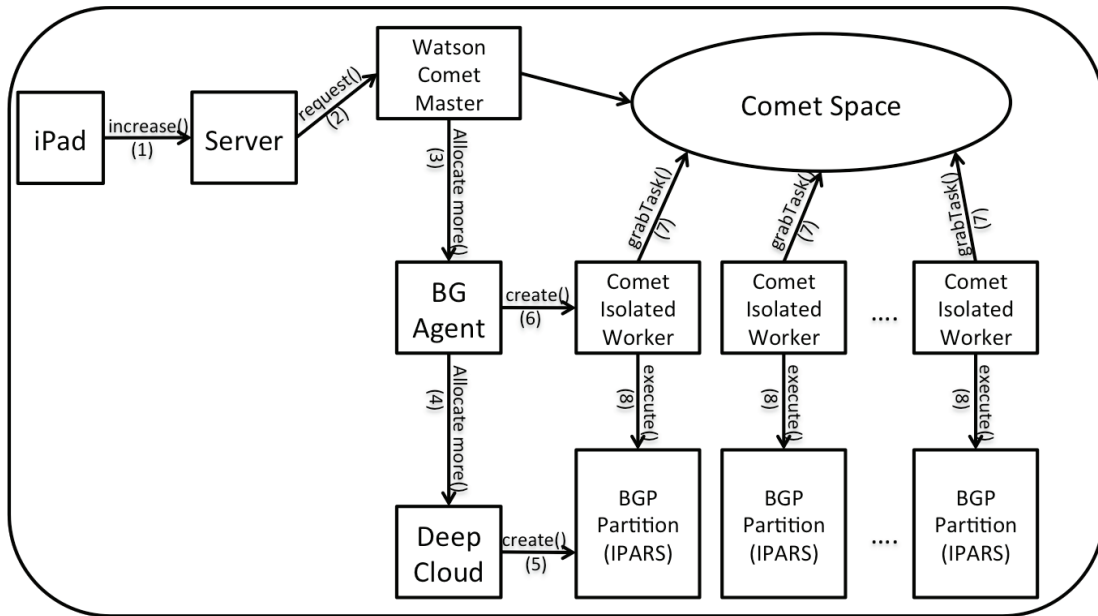 Watson
Comet
Master
Comet Space
iPad
increase()
(1)
Server
request()
(2)
Allocate more()
(3)
grabTask()
(7)
grabTask()
(7)
grabTask()
(7)
BG
Agent
create()
(6)
Comet
Isolated
Worker
Comet
Isolated
Worker
....
Comet
Isolated
Worker
Allocate more()
(4)
execute()
(8)
execute()
(8)
execute()
(8)
Deep
Cloud
create()
(5)
BGP
Partition
(IPARS)
BGP
Partition
(IPARS)
....
BGP
Partition
(IPARS)